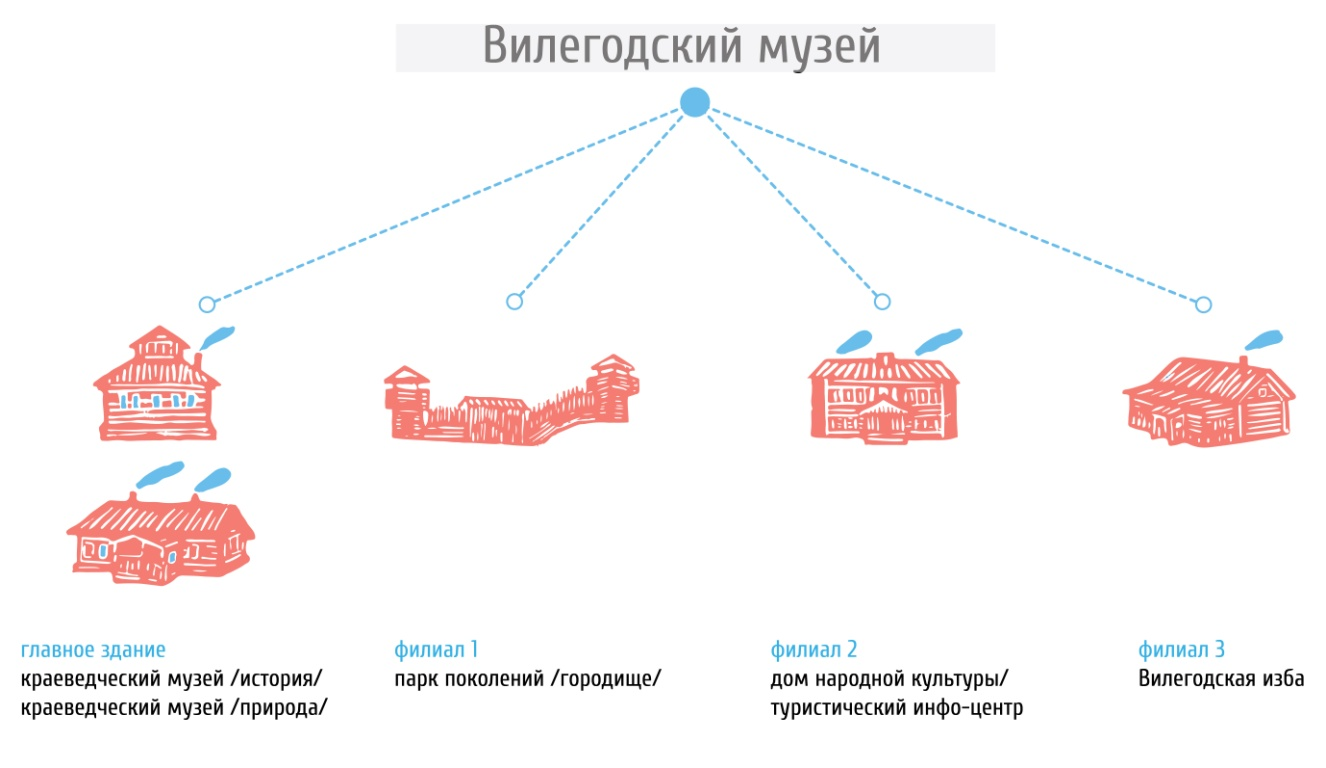 Вилегодский музей
главное здание
краеведческий музей /история/
краеведческий музей /природа/
филиал 1
парк поколений /городище/
филиал 2
дом народной культуры/
туристический инфо-центр
филиал 3
Вилегодская изба